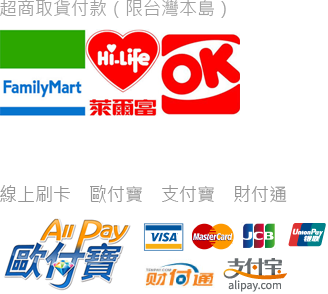 超商取貨付款（限台灣本島）
FamilyMart
Hi-Life
萊爾富
OK
線上刷卡 歐付寶 支付寶 財付通
All Pay
歐付寶
VISA MasterCard JCB UnionPay 银联
财付通
支付宝
alipay.com